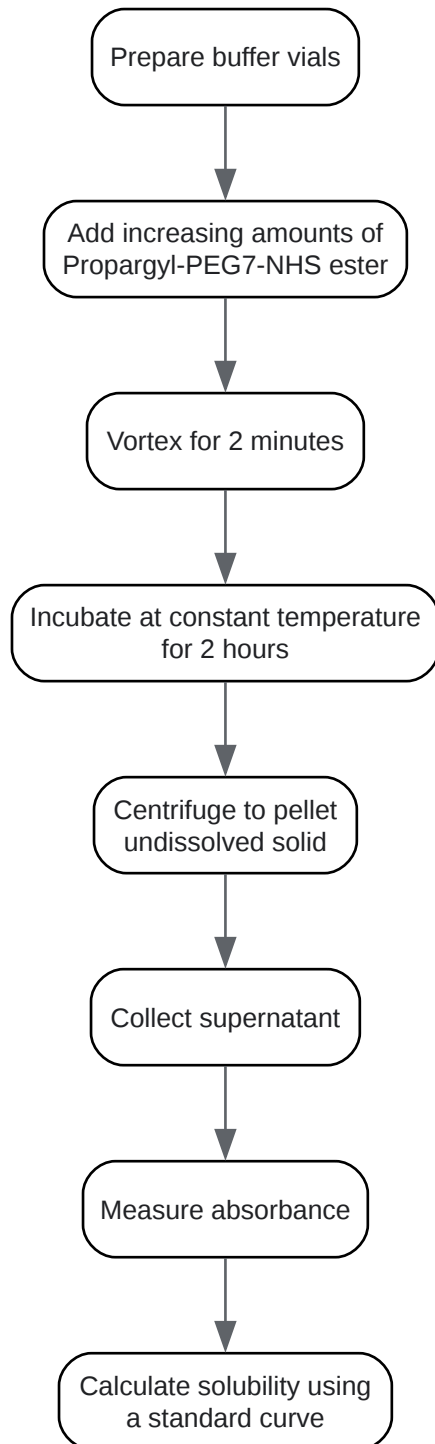 Prepare buffer vials
Add increasing amounts of
Propargyl-PEG7-NHS ester
Vortex for 2 minutes
Incubate at constant temperature
for 2 hours
Centrifuge to pellet
undissolved solid
Collect supernatant
Measure absorbance
Calculate solubility using
a standard curve